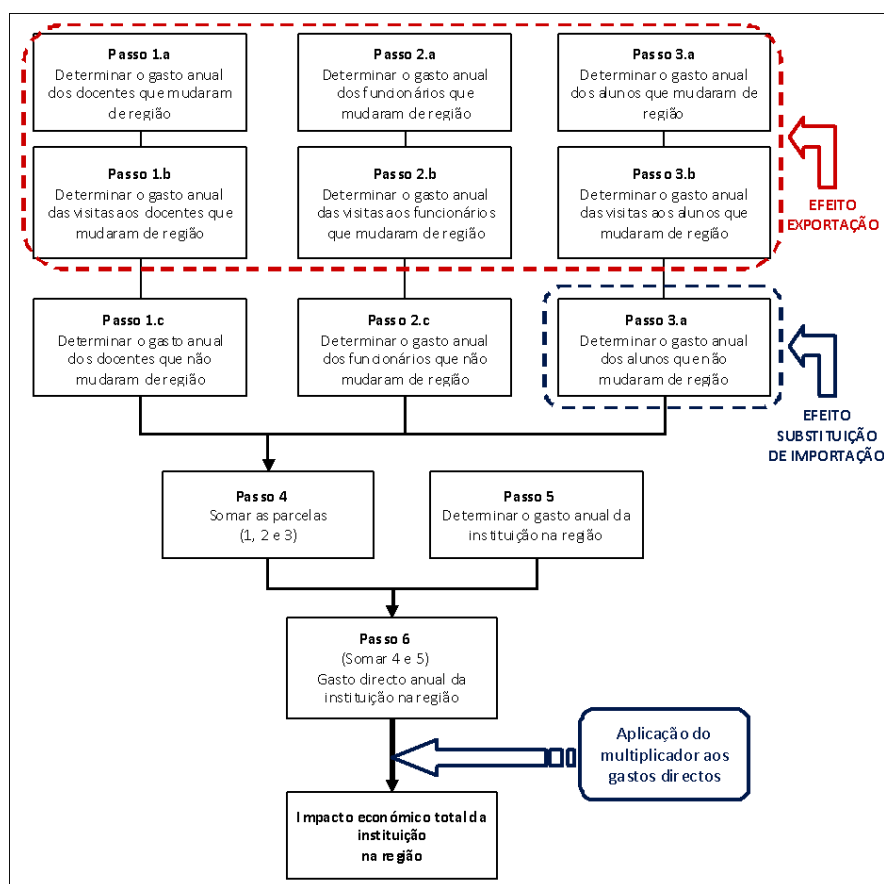 Passo 1.a
Determinar o gasto anual
dos docentes que mudaram
de região
Passo 2.a
Determinar o gasto anual
dos funcionários que
mudaram de região
Passo 3.a
Determinar o gasto anual
dos alunos que mudaram de
região
Passo 1.b
Determinar o gasto anual
das visitas aos docentes que
mudaram de região
Passo 2.b
Determinar o gasto anual
das visitas aos funcionários
que mudaram de região
Passo 3.b
Determinar o gasto anual
das visitas aos alunos que
mudaram de região
EFEITO
EXPORTAÇÃO
Passo 1.c
Determinar o gasto anual
dos docentes que não
mudaram de região
Passo 2.c
Determinar o gasto anual
dos funcionários que não
mudaram de região
Passo 3.a
Determinar o gasto anual
dos alunos que não
mudaram de região
EFEITO
SUBSTITUIÇÃO
DE IMPORTAÇÃO
Passo 4
Somar as parcelas
(1, 2 e 3)
Passo 5
Determinar o gasto anual da
instituição na região
Passo 6
(Somar 4 e 5)
Gasto directo anual da
instituição na região
Aplicação do
multiplicador aos
gastos directos
Impacto económico total da
instituição
na região